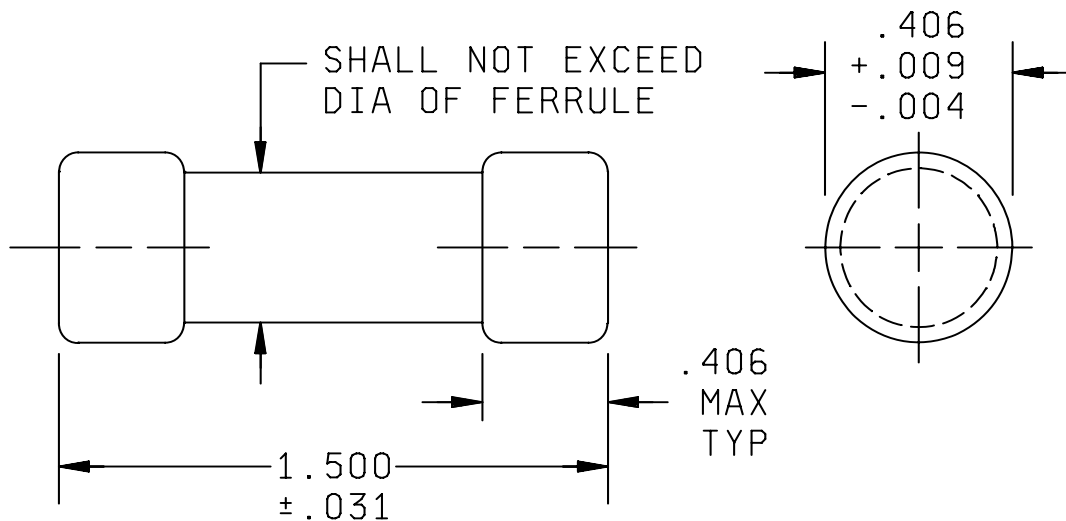 SHALL NOT EXCEED
DIA OF FERRULE
.406
+.009
-.004
.406
MAX
TYP
1.500
±.031